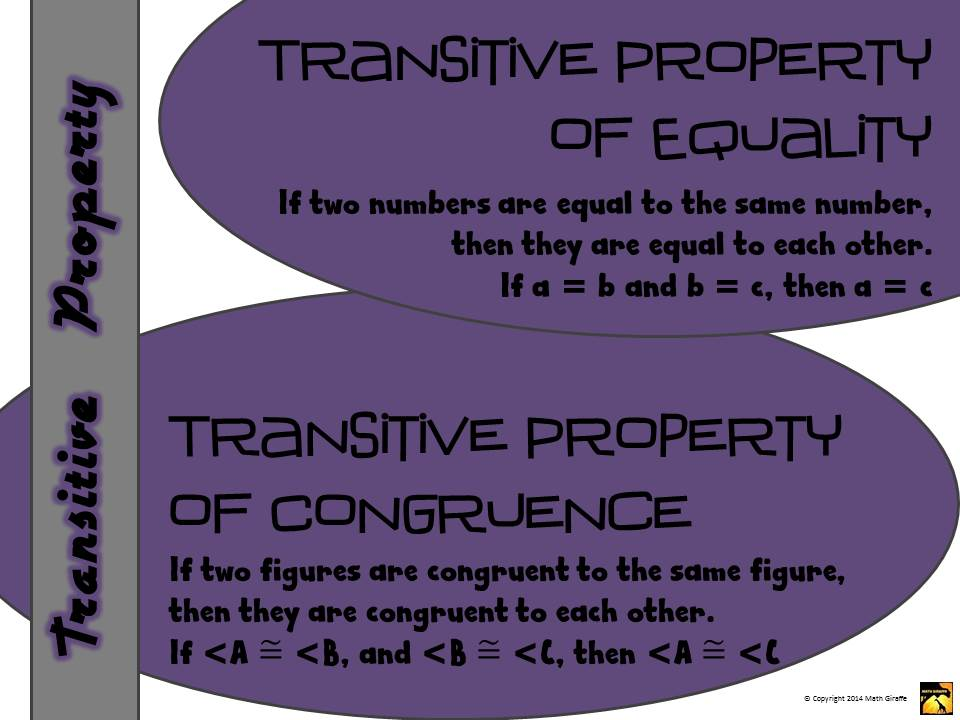 Transitive Property
TRANSITIVE PROPERTY
OF EQUALITY
If two numbers are equal to the same number,
then they are equal to each other.
If a = b and b = c, then a = c
TRANSITIVE PROPERTY
OF CONGRUENCE
If two figures are congruent to the same figure,
then they are congruent to each other.
If <A ≅ <B, and <B ≅ <C, then <A ≅ <C
© Copyright 2014 Math Giraffe
MATH GIRAFFE